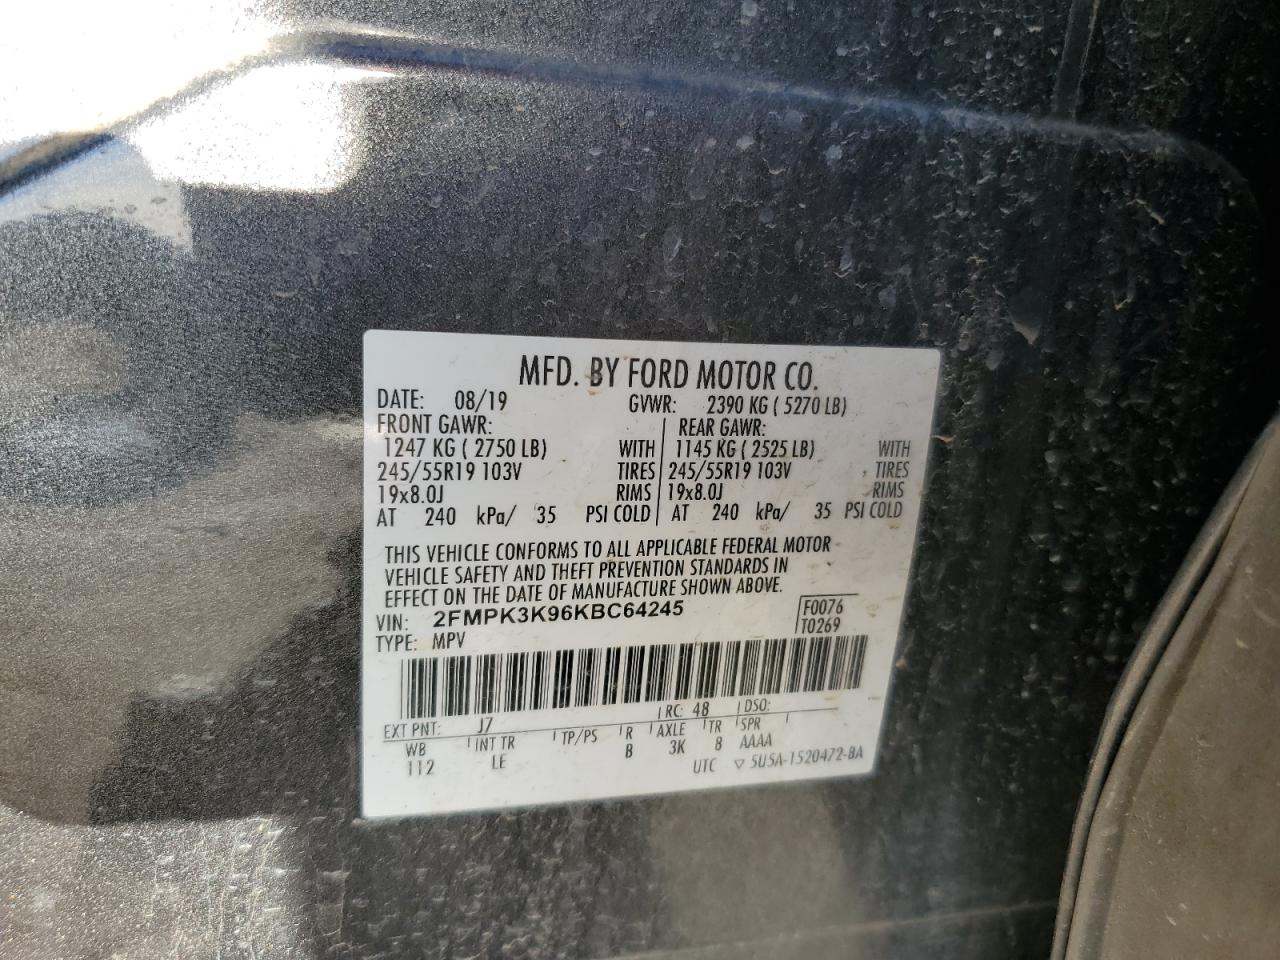 MFD. BY FORD MOTOR CO.
DATE: 08/19 GVWR: 2390 KG ( 5270 LB)
FRONT GAWR: REAR GAWR:
1247 KG ( 2750 LB) WITH 1145 KG ( 2525 LB) WITH
245/55R19 103V TIRES 245/55R19 103V TIRES
19x8.0J RIMS 19x8.0J RIMS
AT 240 kPa/ 35 PSI COLD AT 240 kPa/ 35 PSI COLD
THIS VEHICLE CONFORMS TO ALL APPLICABLE FEDERAL MOTOR
VEHICLE SAFETY AND THEFT PREVENTION STANDARDS IN
EFFECT ON THE DATE OF MANUFACTURE SHOWN ABOVE.
VIN: 2FMPK3K96KBC64245 F0076
TYPE: MPV T0269
EXT PNT: J7 RC: 48 DSO:
WB INT TR TP/PS R AXLE TR SPR
112 LE B 3K 8 AAAA
UTC ▽ 5U5A-1520472-BA